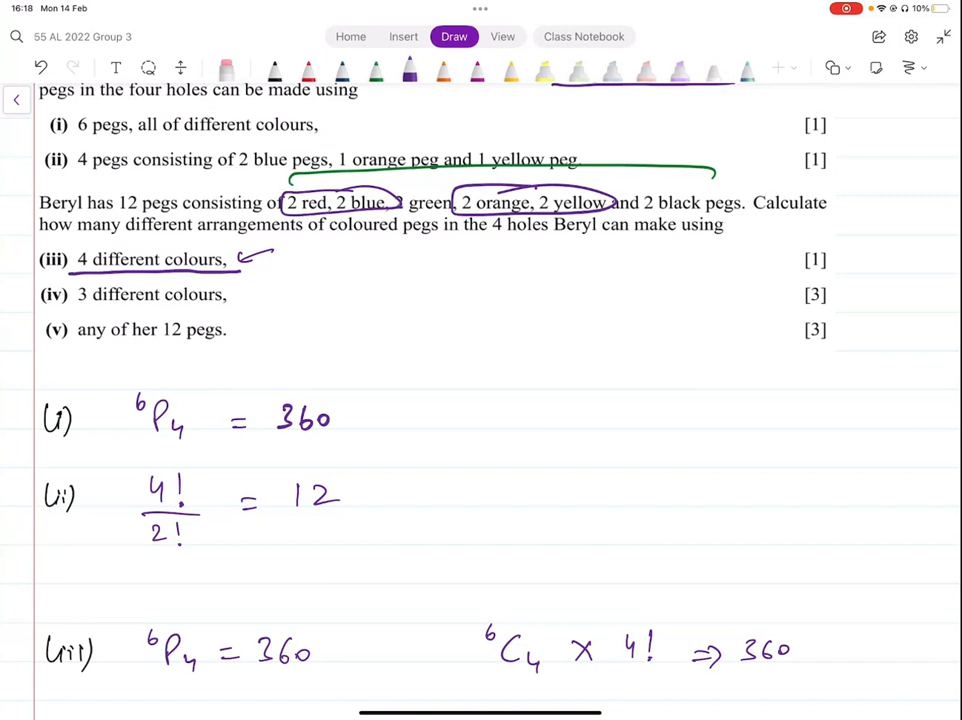 16:18 Mon 14 Feb 10%
55 AL 2022 Group 3 Home Insert Draw View Class Notebook
pegs in the four holes can be made using
(i) 6 pegs, all of different colours, [1]
(ii) 4 pegs consisting of 2 blue pegs, 1 orange peg and 1 yellow peg. [1]
Beryl has 12 pegs consisting of 2 red, 2 blue, 2 green, 2 orange, 2 yellow and 2 black pegs. Calculate
how many different arrangements of coloured pegs in the 4 holes Beryl can make using
(iii) 4 different colours, [1]
(iv) 3 different colours, [3]
(v) any of her 12 pegs. [3]
(i) ⁶P₄ = 360
(ii) 4!/2! = 12
(iii) ⁶P₄ = 360 ⁶C₄ × 4! ⇒ 360